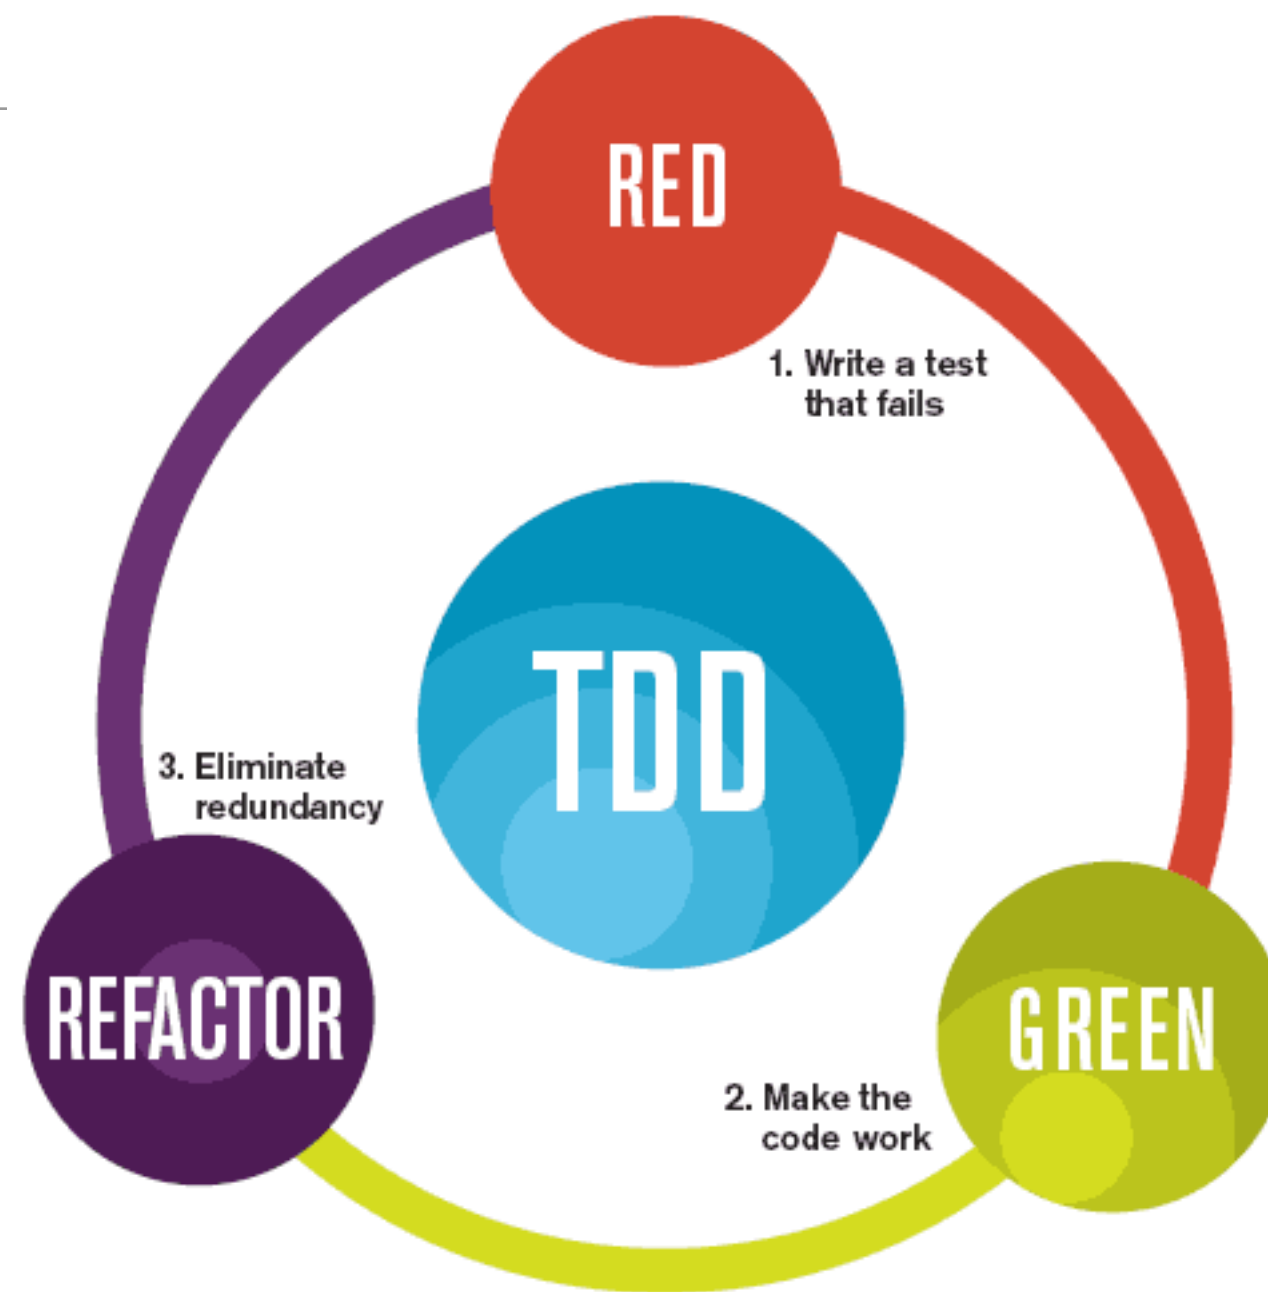 RED
1. Write a test
that fails
TDD
3. Eliminate
redundancy
REFACTOR
GREEN
2. Make the
code work